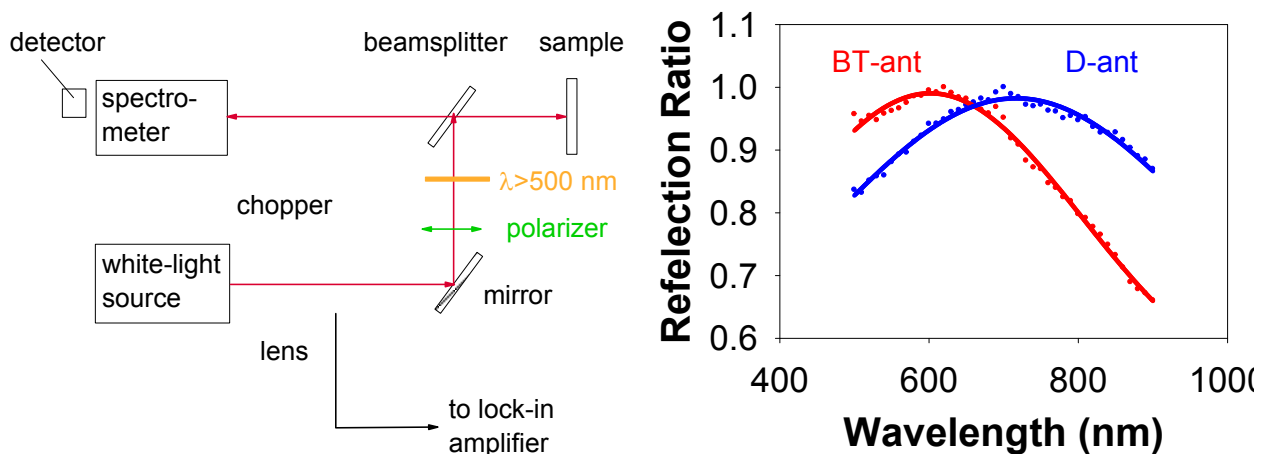 detector
beamsplitter
sample
spectro-
meter
λ>500 nm
chopper
polarizer
white-light
source
mirror
lens
to lock-in
amplifier
Refelection Ratio
1.1
1.0
0.9
0.8
0.7
0.6
BT-ant
D-ant
400
600
800
1000
Wavelength (nm)